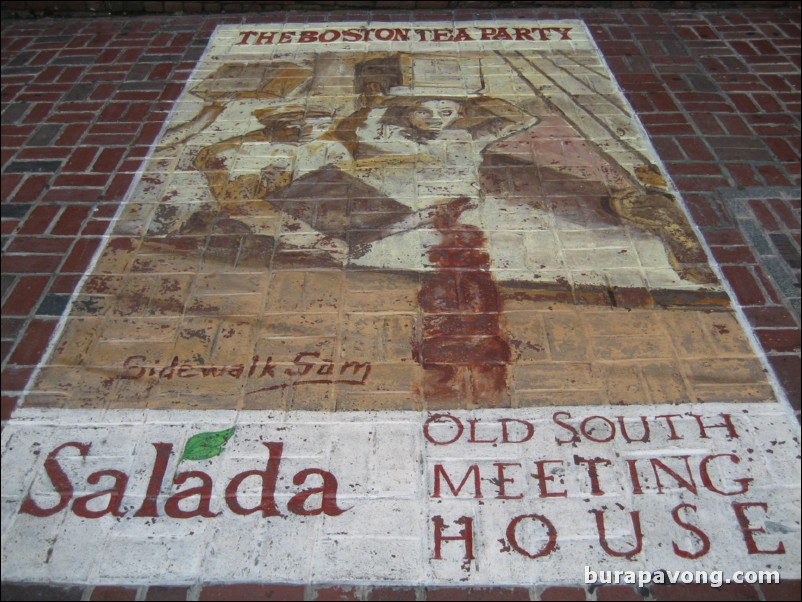 THE BOSTON TEA PARTY
Sidewalk Sam
Salada
OLD SOUTH
MEETING
HOUSE
burapavong.com